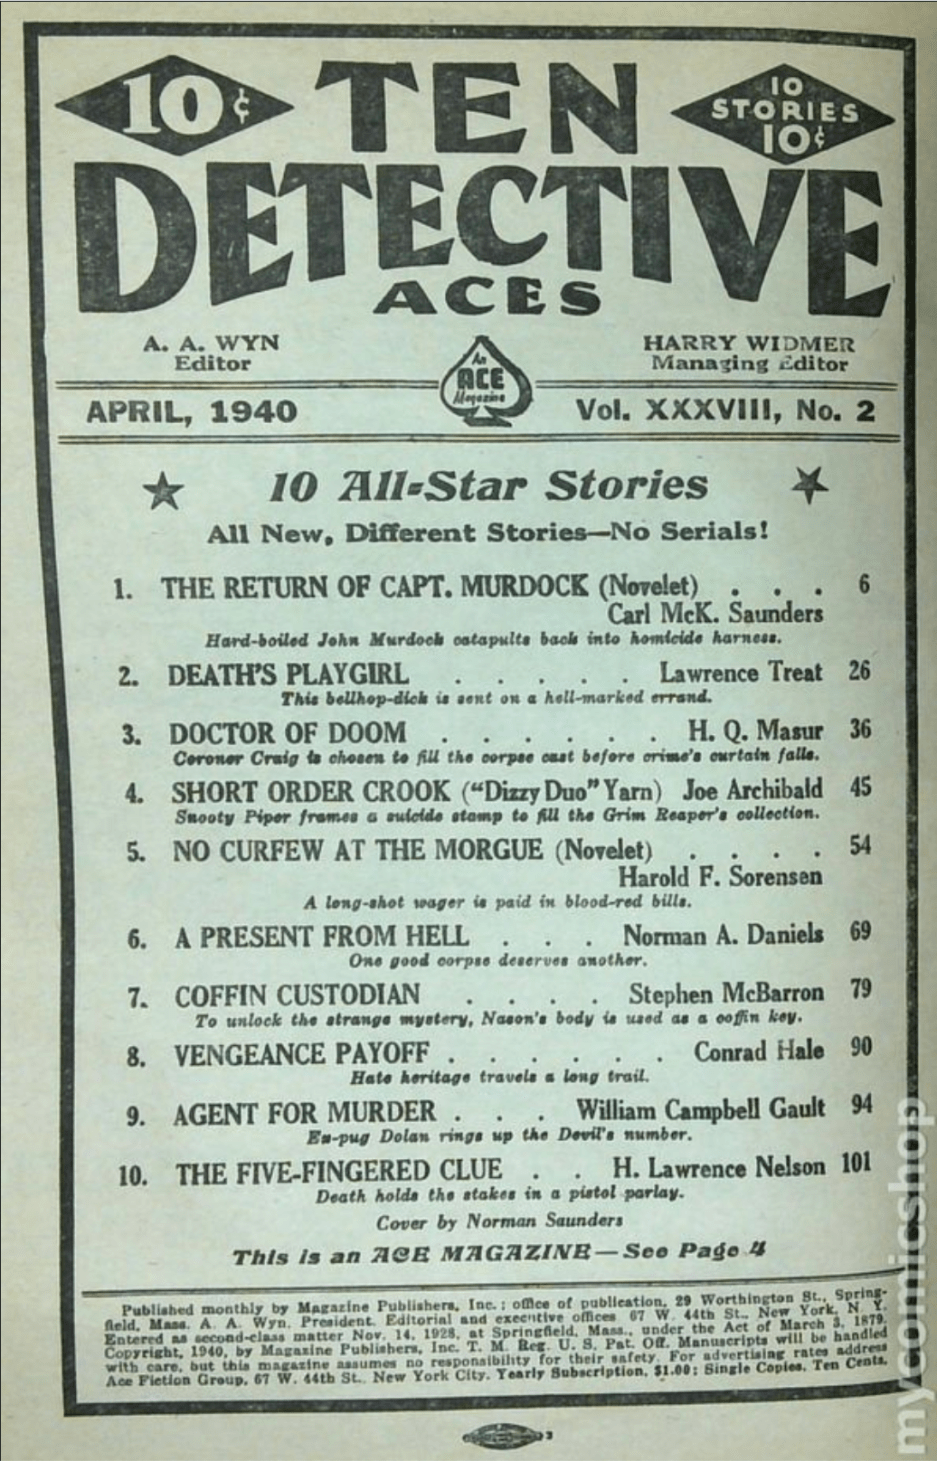 10¢ TEN 10 STORIES 10¢
DETECTIVE
ACES
A. A. WYN
Editor
An ACE Magazine
HARRY WIDMER
Managing Editor
APRIL, 1940
Vol. XXXVIII, No. 2
10 All-Star Stories
All New, Different Stories—No Serials!
1. THE RETURN OF CAPT. MURDOCK (Novelet) . . . 6
Carl McK. Saunders
Hard-boiled John Murdock catapults back into homicide harness.
2. DEATH'S PLAYGIRL . . . . . Lawrence Treat 26
This bellhop-dick is sent on a hell-marked errand.
3. DOCTOR OF DOOM . . . . . . H. Q. Masur 36
Coroner Craig is chosen to fill the corpse cast before crime's curtain falls.
4. SHORT ORDER CROOK ("Dizzy Duo" Yarn) Joe Archibald 45
Snooty Piper frames a suicide stamp to fill the Grim Reaper's collection.
5. NO CURFEW AT THE MORGUE (Novelet) . . . . 54
Harold F. Sorensen
A long-shot wager is paid in blood-red bills.
6. A PRESENT FROM HELL . . . Norman A. Daniels 69
One good corpse deserves another.
7. COFFIN CUSTODIAN . . . . Stephen McBarron 79
To unlock the strange mystery, Nason's body is used as a coffin key.
8. VENGEANCE PAYOFF . . . . . . Conrad Hale 90
Hate heritage travels a long trail.
9. AGENT FOR MURDER . . . William Campbell Gault 94
Ex-pug Dolan rings up the Devil's number.
10. THE FIVE-FINGERED CLUE . . H. Lawrence Nelson 101
Death holds the stakes in a pistol parlay.
Cover by Norman Saunders
This is an ACE MAGAZINE—See Page 4
Published monthly by Magazine Publishers, Inc.; office of publication, 29 Worthington St., Spring-
field, Mass. A. A. Wyn, President. Editorial and executive offices 67 W. 44th St., New York, N. Y.
Entered as second-class matter Nov. 14, 1928, at Springfield, Mass., under the Act of March 3, 1879.
Copyright, 1940, by Magazine Publishers, Inc. T. M. Reg. U. S. Pat. Off. Manuscripts will be handled
with care, but this magazine assumes no responsibility for their safety. For advertising rates address
Ace Fiction Group, 67 W. 44th St., New York City. Yearly Subscription, $1.00; Single Copies, Ten Cents.
3
mycomicshop